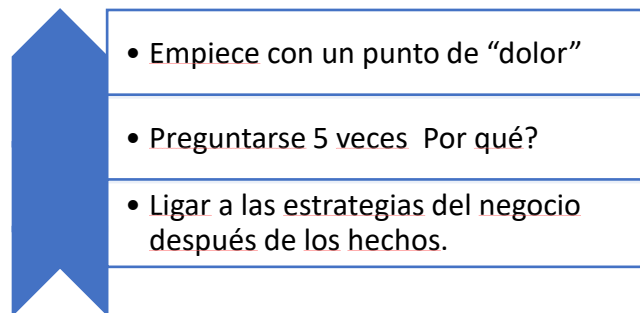 • Empiece con un punto de “dolor”
• Preguntarse 5 veces  Por qué?
• Ligar a las estrategias del negocio
después de los hechos.